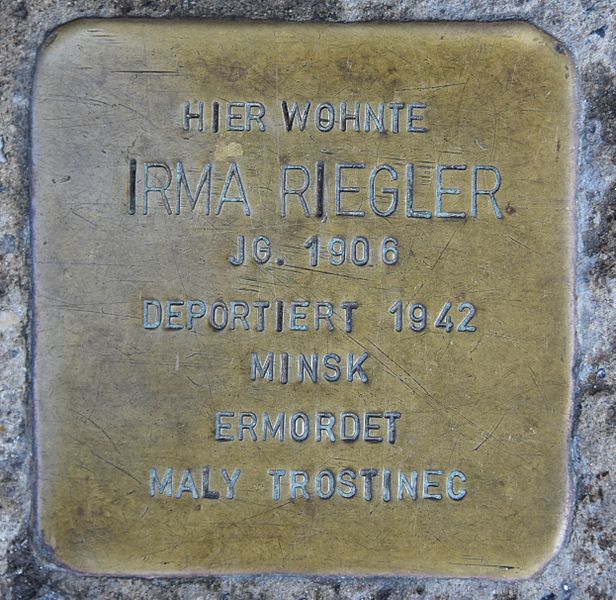 HIER WOHNTE
IRMA RIEGLER
JG. 1906
DEPORTIERT 1942
MINSK
ERMORDET
MALY TROSTINEC